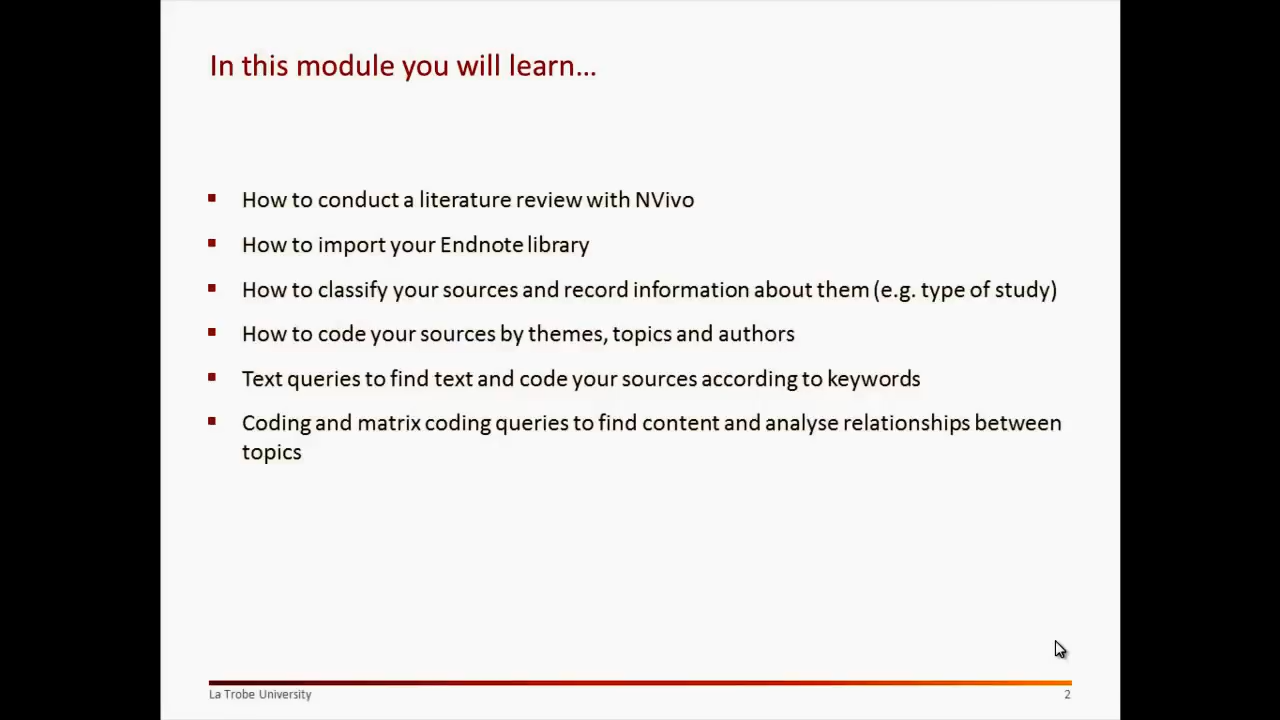 In this module you will learn…
How to conduct a literature review with NVivo
How to import your Endnote library
How to classify your sources and record information about them (e.g. type of study)
How to code your sources by themes, topics and authors
Text queries to find text and code your sources according to keywords
Coding and matrix coding queries to find content and analyse relationships between
topics
La Trobe University
2